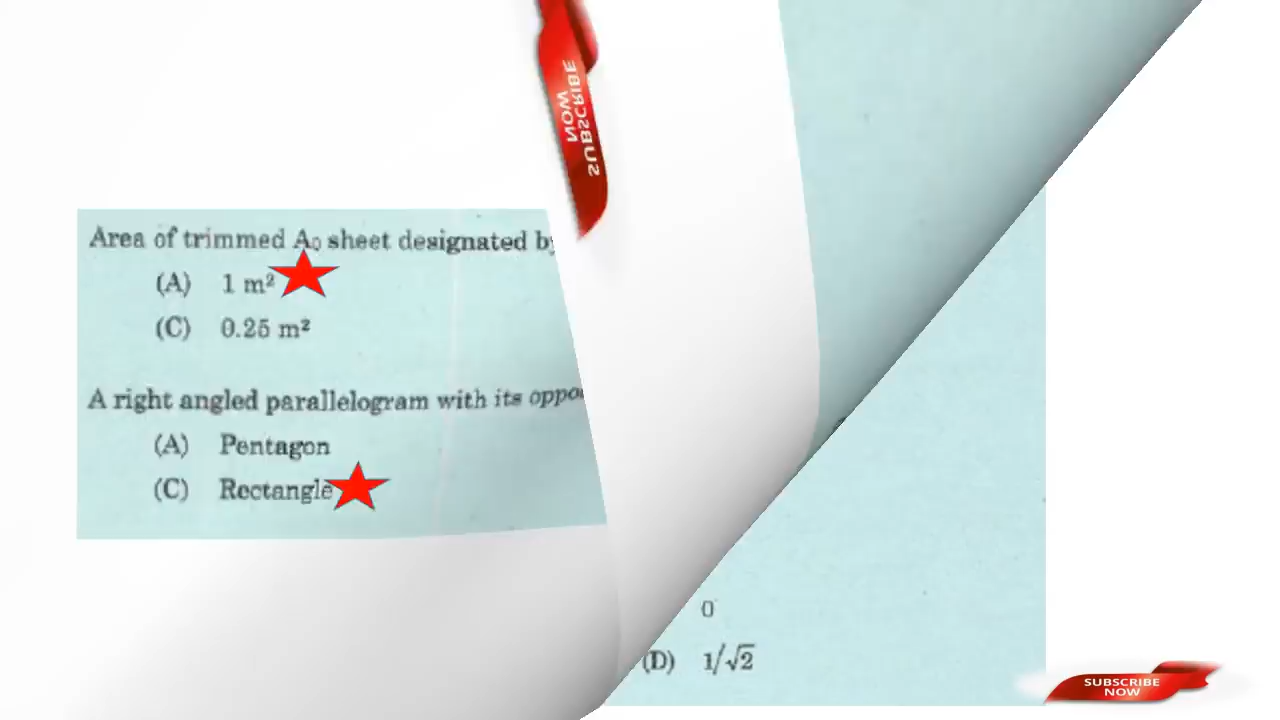 SUBSCRIBE
NOW
Area of trimmed A₀ sheet designated by
(A) 1 m²
(C) 0.25 m²
A right angled parallelogram with its
(A) Pentagon
(C) Rectangle
0
(D) 1/√2
SUBSCRIBE
NOW